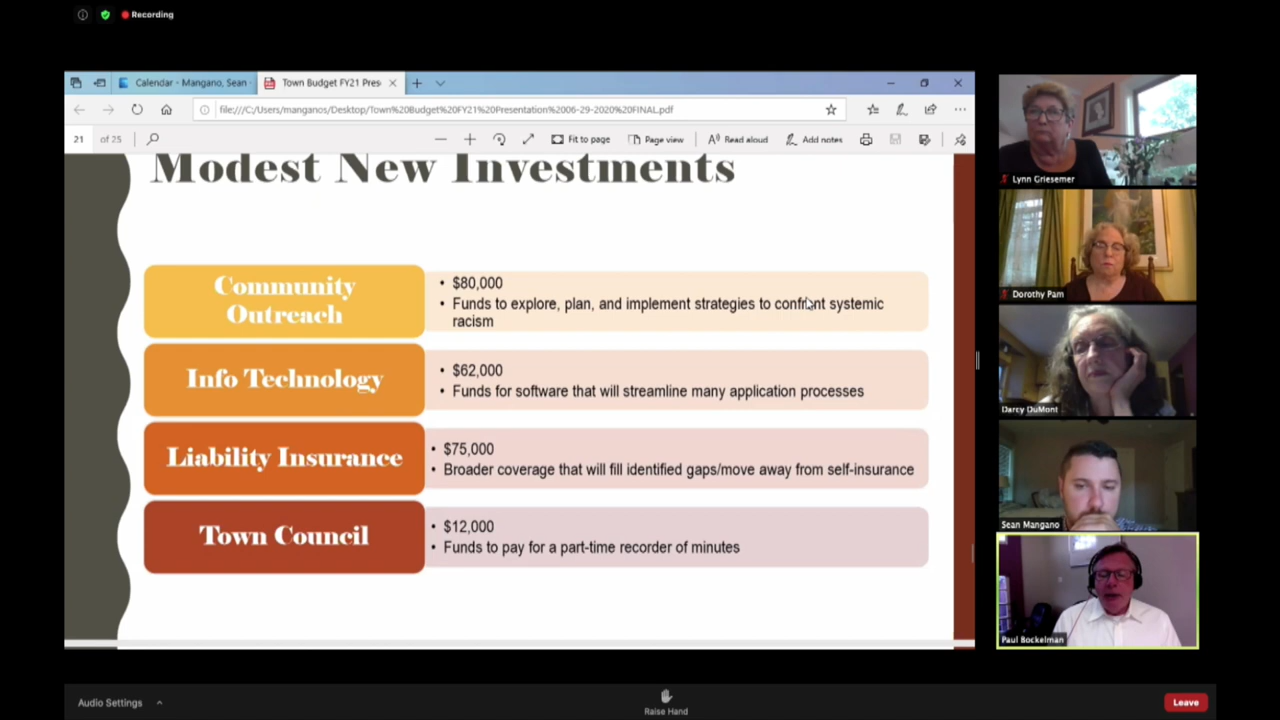 Recording
Calendar - Mangano, Sean
Town Budget FY21 Pres
file:///C:/Users/manganos/Desktop/Town%20Budget%20FY21%20Presentation%2006-29-2020%20FINAL.pdf
21 of 25
Fit to page
Page view
Read aloud
Add notes
Modest New Investments
Community
Outreach
• $80,000
• Funds to explore, plan, and implement strategies to confront systemic
racism
Info Technology
• $62,000
• Funds for software that will streamline many application processes
Liability Insurance
• $75,000
• Broader coverage that will fill identified gaps/move away from self-insurance
Town Council
• $12,000
• Funds to pay for a part-time recorder of minutes
Lynn Griesemer
Dorothy Pam
Darcy DuMont
Sean Mangano
Paul Bockelman
Audio Settings
Raise Hand
Leave